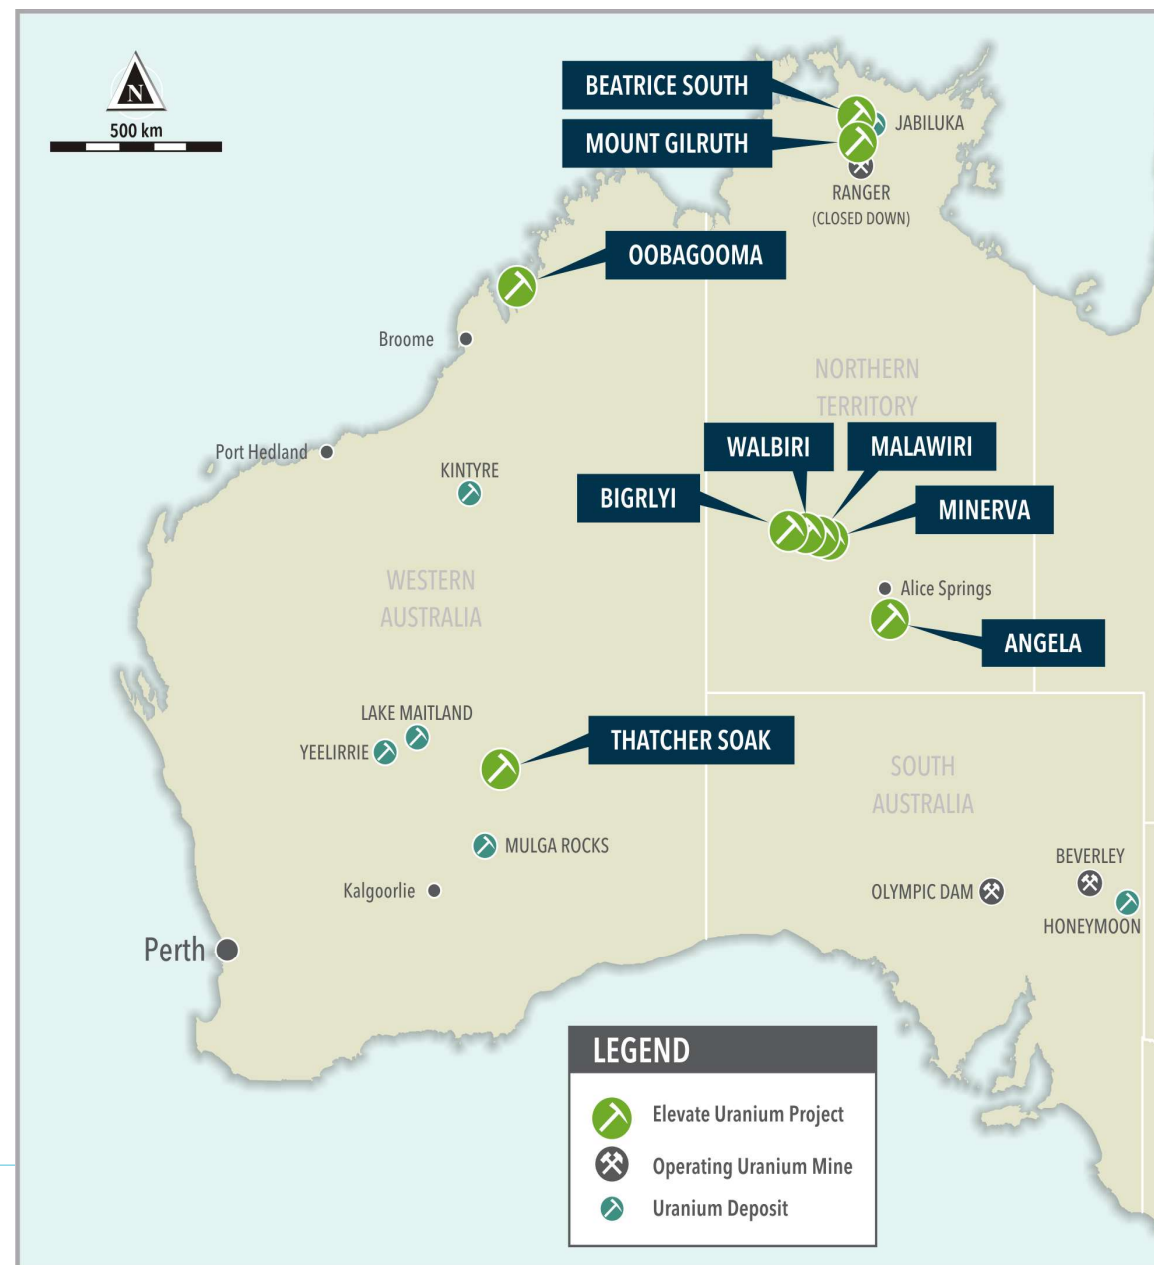 N
500 km
BEATRICE SOUTH
JABILUKA
MOUNT GILRUTH
RANGER
(CLOSED DOWN)
OOBAGOOMA
Broome
NORTHERN
TERRITORY
Port Hedland
KINTYRE
WALBIRI
MALAWIRI
BIGRLYI
MINERVA
WESTERN
AUSTRALIA
Alice Springs
ANGELA
LAKE MAITLAND
YEELIRRIE
THATCHER SOAK
SOUTH
AUSTRALIA
MULGA ROCKS
BEVERLEY
Kalgoorlie
OLYMPIC DAM
HONEYMOON
Perth
LEGEND
Elevate Uranium Project
Operating Uranium Mine
Uranium Deposit